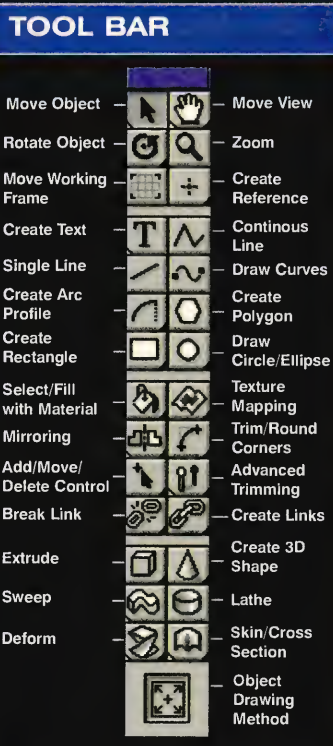 TOOL BAR
Move Object
Move View
Rotate Object
Zoom
Move Working
Frame
Create
Reference
Create Text
T
Continous
Line
Single Line
Draw Curves
Create Arc
Profile
Create
Polygon
Create
Rectangle
Draw
Circle/Ellipse
Select/Fill
with Material
Texture
Mapping
Mirroring
Trim/Round
Corners
Add/Move/
Delete Control
Advanced
Trimming
Break Link
Create Links
Extrude
Create 3D
Shape
Sweep
Lathe
Deform
Skin/Cross
Section
Object
Drawing
Method